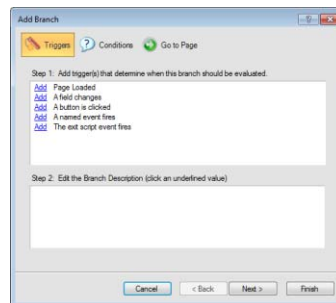 Add Branch
Triggers Conditions Go to Page
Step 1: Add trigger(s) that determine when this branch should be evaluated.
Add Page Loaded
Add A field changes
Add A button is clicked
Add A named event fires
Add The exit script event fires
Step 2: Edit the Branch Description (click an underlined value)
Cancel < Back Next > Finish